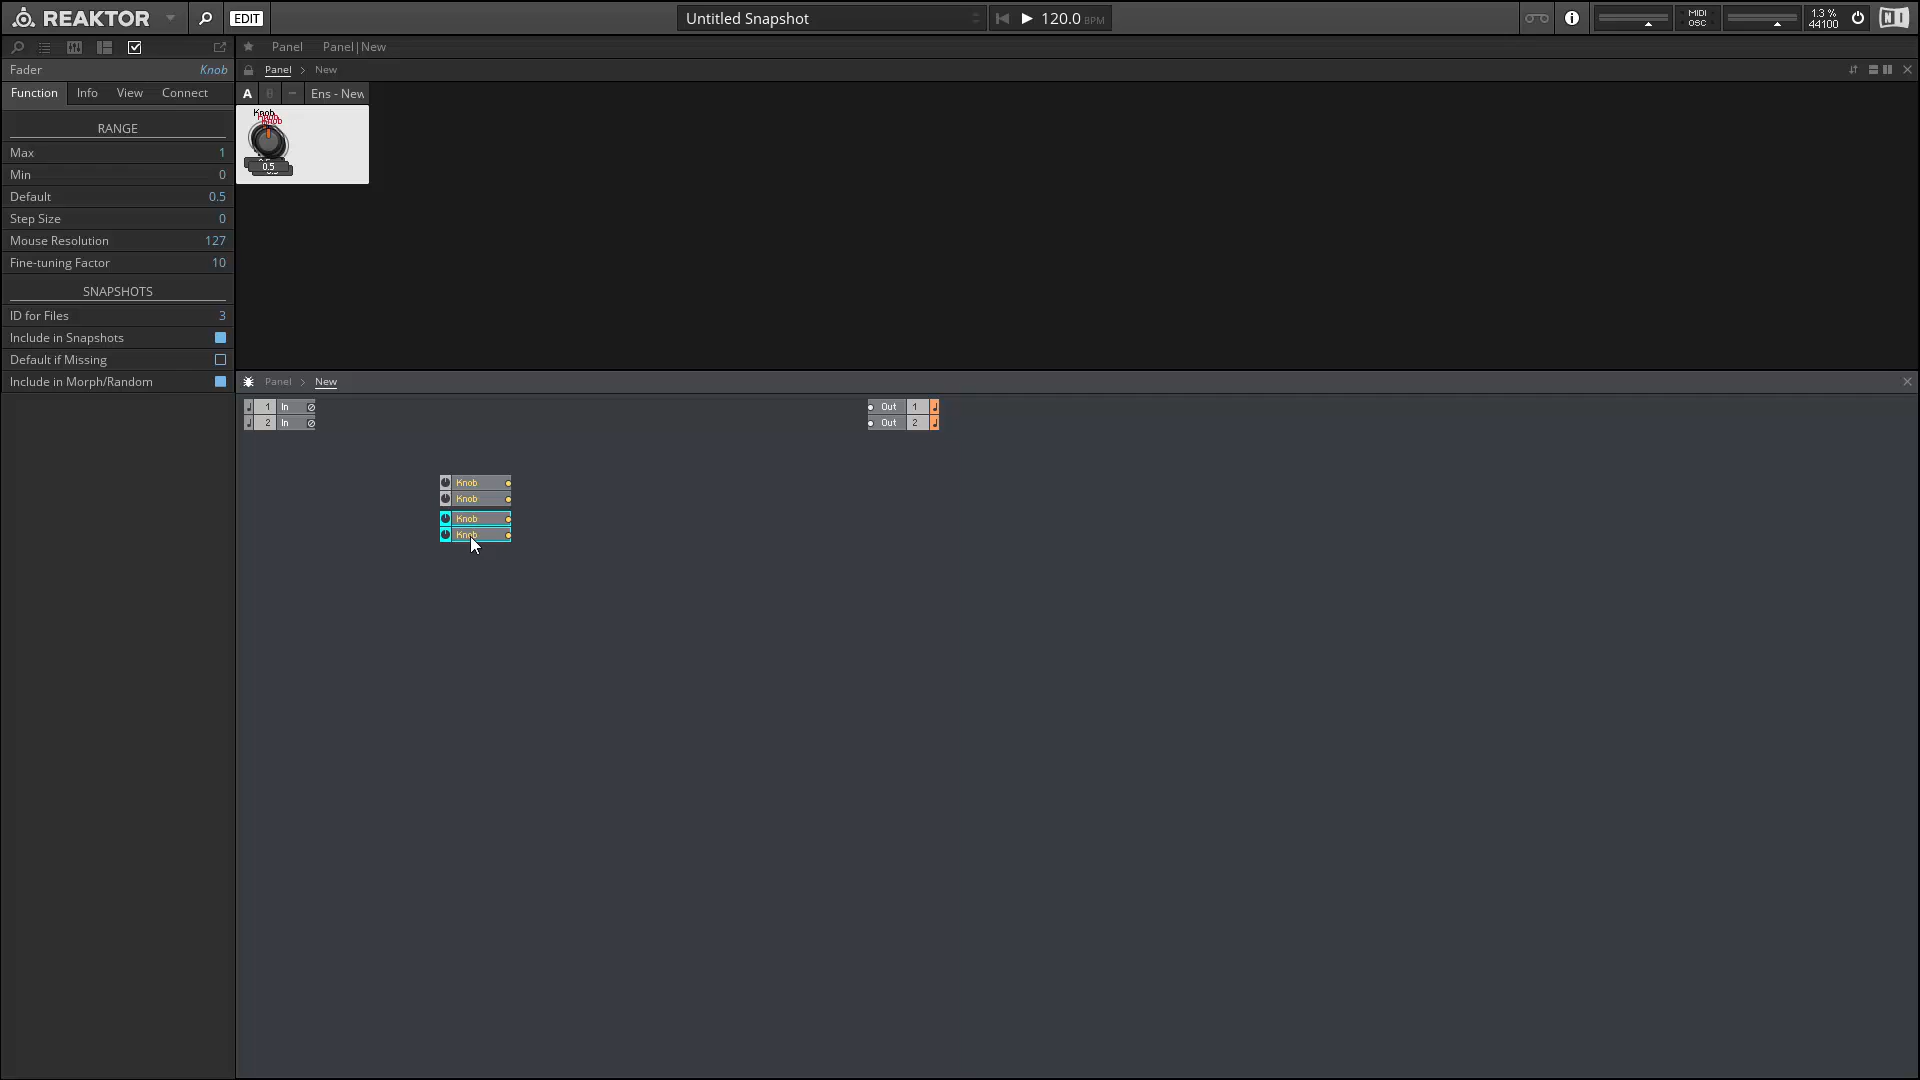 REAKTOR
EDIT
Untitled Snapshot
120.0 BPM
MIDI
OSC
1.3 %
44100
Panel
Panel|New
Fader
Knob
Panel > New
Function
Info
View
Connect
A
B
Ens - New
RANGE
Max 1
Min 0
Default 0.5
Step Size 0
Mouse Resolution 127
Fine-tuning Factor 10
SNAPSHOTS
ID for Files 3
Include in Snapshots
Default if Missing
Include in Morph/Random
Knob
Knob
0.5
Panel > New
1 In
2 In
Out 1
Out 2
Knob
Knob
Knob
Knob